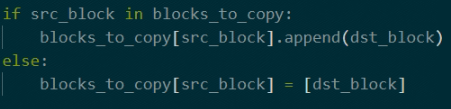 if src_block in blocks_to_copy:
    blocks_to_copy[src_block].append(dst_block)
else:
    blocks_to_copy[src_block] = [dst_block]